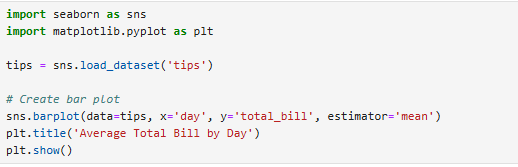 import seaborn as sns
import matplotlib.pyplot as plt
tips = sns.load_dataset('tips')
# Create bar plot
sns.barplot(data=tips, x='day', y='total_bill', estimator='mean')
plt.title('Average Total Bill by Day')
plt.show()